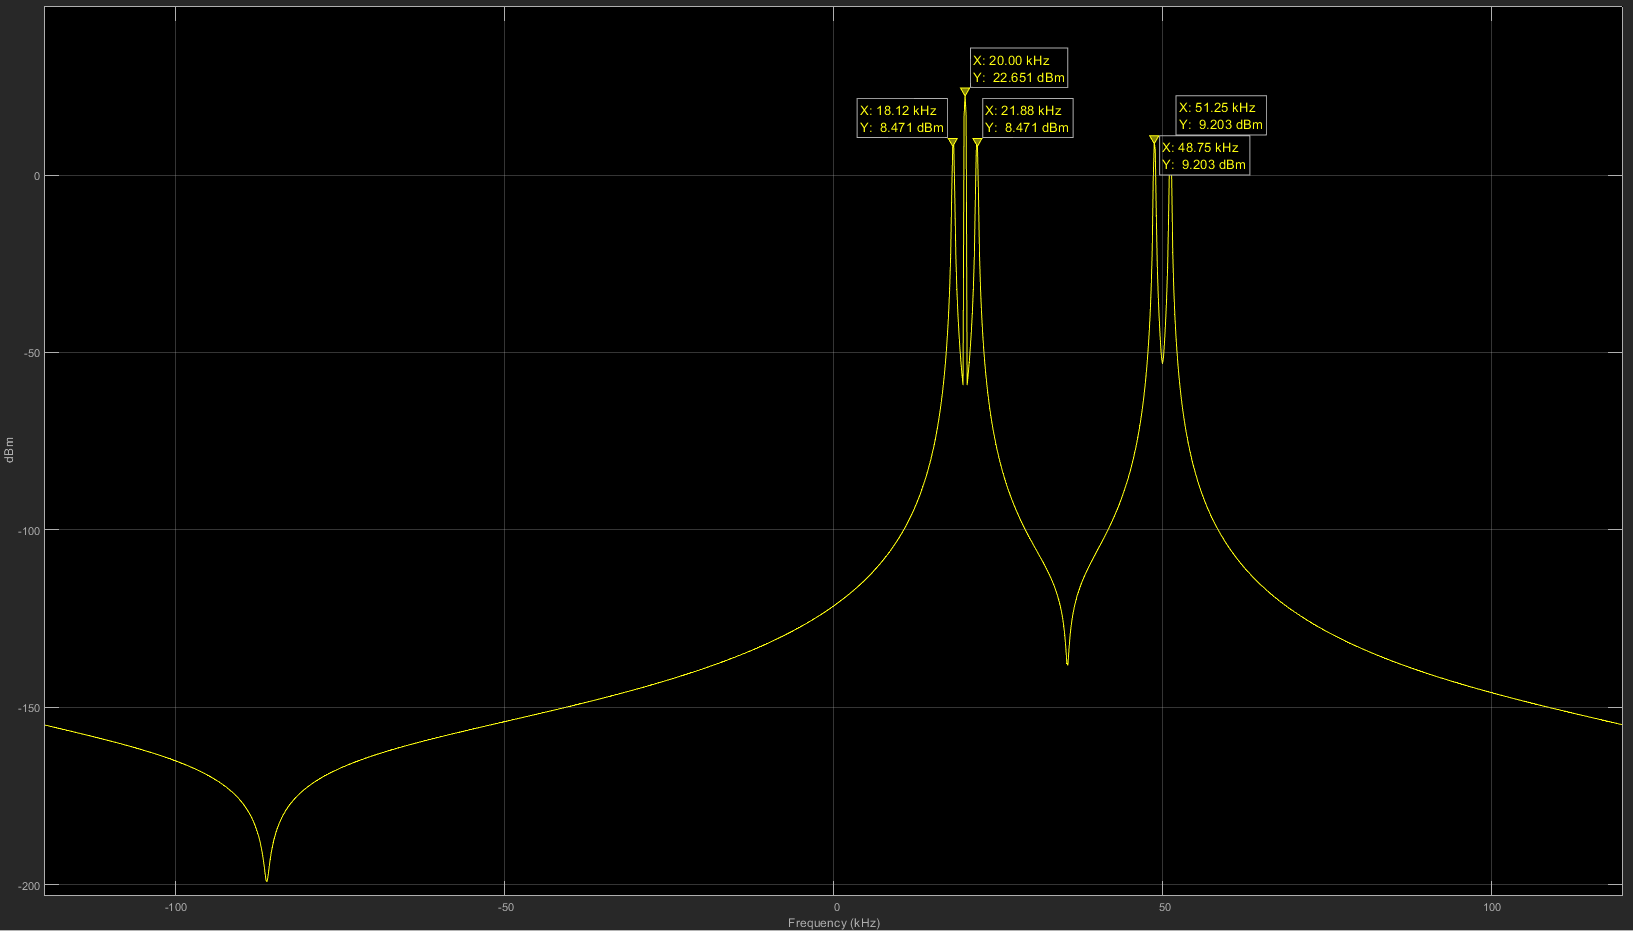 X: 20.00 kHz
Y: 22.651 dBm
X: 18.12 kHz
Y: 8.471 dBm
X: 21.88 kHz
Y: 8.471 dBm
X: 51.25 kHz
Y: 9.203 dBm
X: 48.75 kHz
Y: 9.203 dBm
0
-50
-100
-150
-200
dBm
-100
-50
0
50
100
Frequency (kHz)